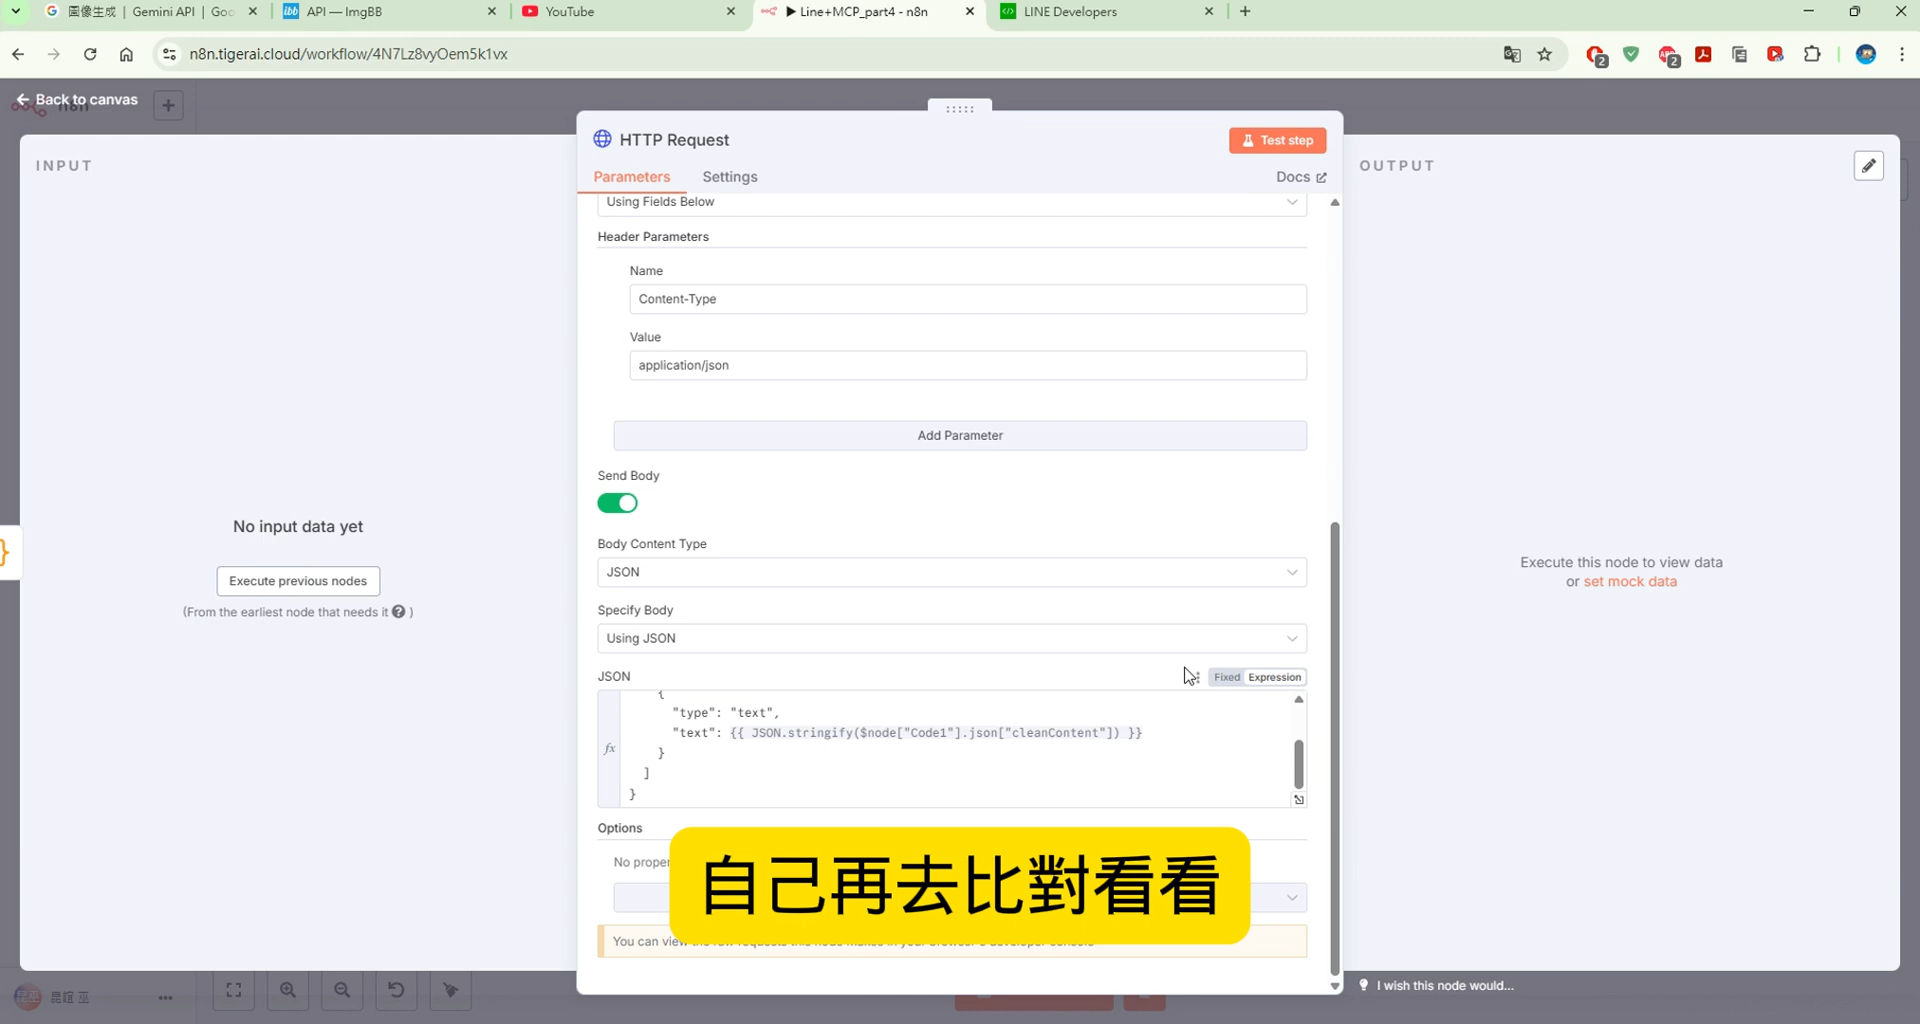 圖像生成 | Gemini API | Goo
ibb API — ImgBB
YouTube
Line+MCP_part4 - n8n
LINE Developers
n8n.tigerai.cloud/workflow/4N7Lz8vyOem5k1vx
2
2
Back to canvas
n8n
HTTP Request
Test step
INPUT
OUTPUT
Parameters
Settings
Docs
Using Fields Below
Header Parameters
Name
Content-Type
Value
application/json
Add Parameter
Send Body
No input data yet
Execute previous nodes
(From the earliest node that needs it ? )
Body Content Type
JSON
Execute this node to view data
or set mock data
Specify Body
Using JSON
JSON
Fixed
Expression
fx
{
"type": "text",
"text": {{ JSON.stringify($node["Code1"].json["cleanContent"]) }}
}
]
}
Options
No proper
自己再去比對看看
You can view
I wish this node would...